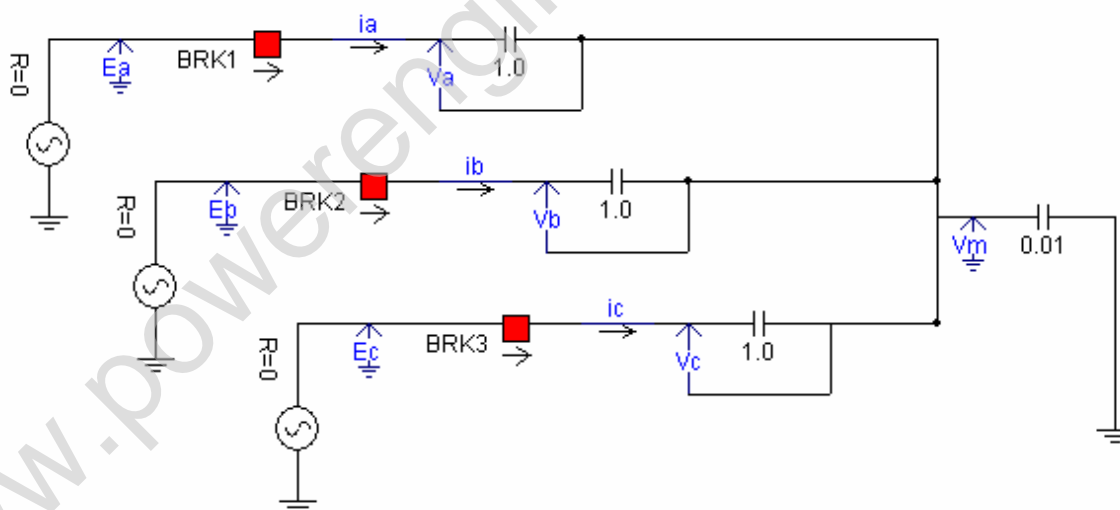 ia
R=0
Ea
BRK1
Va
1.0
ib
R=0
Eb
BRK2
Vb
1.0
Vm
0.01
ic
R=0
Ec
BRK3
Vc
1.0
w.powereng